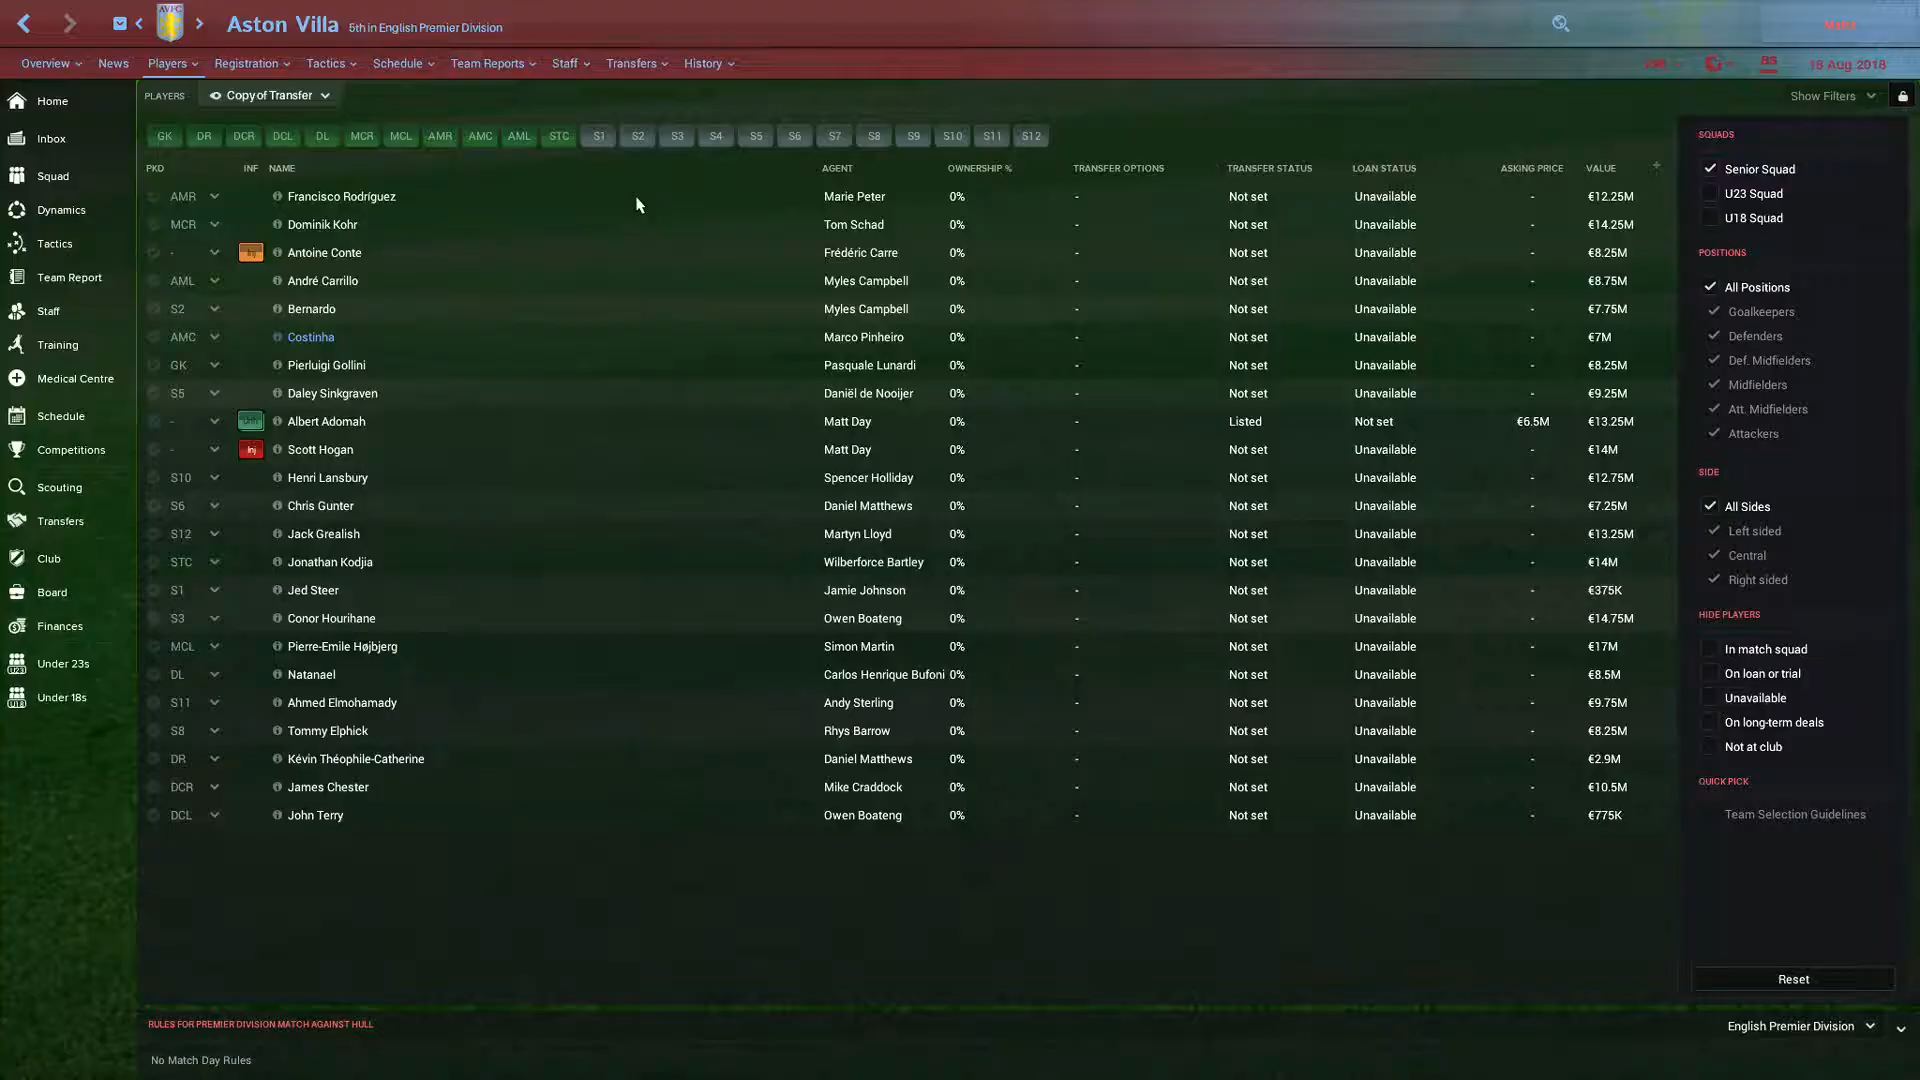 Aston Villa 5th in English Premier Division
Overview News Players Registration Tactics Schedule Team Reports Staff Transfers History 18 Aug 2018
Home
Inbox
Squad
Dynamics
Tactics
Team Report
Staff
Training
Medical Centre
Schedule
Competitions
Scouting
Transfers
Club
Board
Finances
Under 23s
Under 18s
PLAYERS Copy of Transfer Show Filters
GK DR DCR DCL DL MCR MCL AMR AMC AML STC S1 S2 S3 S4 S5 S6 S7 S8 S9 S10 S11 S12
PKD INF NAME AGENT OWNERSHIP % TRANSFER OPTIONS TRANSFER STATUS LOAN STATUS ASKING PRICE VALUE
AMR Francisco Rodríguez Marie Peter 0% - Not set Unavailable - €12.25M
MCR Dominik Kohr Tom Schad 0% - Not set Unavailable - €14.25M
- Inj Antoine Conte Frédéric Carre 0% - Not set Unavailable - €8.25M
AML André Carrillo Myles Campbell 0% - Not set Unavailable - €8.75M
S2 Bernardo Myles Campbell 0% - Not set Unavailable - €7.75M
AMC Costinha Marco Pinheiro 0% - Not set Unavailable - €7M
GK Pierluigi Gollini Pasquale Lunardi 0% - Not set Unavailable - €8.25M
S5 Daley Sinkgraven Daniël de Nooijer 0% - Not set Unavailable - €9.25M
- Albert Adomah Matt Day 0% - Listed Not set €6.5M €13.25M
- Inj Scott Hogan Matt Day 0% - Not set Unavailable - €14M
S10 Henri Lansbury Spencer Holliday 0% - Not set Unavailable - €12.75M
S6 Chris Gunter Daniel Matthews 0% - Not set Unavailable - €7.25M
S12 Jack Grealish Martyn Lloyd 0% - Not set Unavailable - €13.25M
STC Jonathan Kodjia Wilberforce Bartley 0% - Not set Unavailable - €14M
S1 Jed Steer Jamie Johnson 0% - Not set Unavailable - €375K
S3 Conor Hourihane Owen Boateng 0% - Not set Unavailable - €14.75M
MCL Pierre-Emile Højbjerg Simon Martin 0% - Not set Unavailable - €17M
DL Natanael Carlos Henrique Bufoni 0% - Not set Unavailable - €8.5M
S11 Ahmed Elmohamady Andy Sterling 0% - Not set Unavailable - €9.75M
S8 Tommy Elphick Rhys Barrow 0% - Not set Unavailable - €8.25M
DR Kévin Théophile-Catherine Daniel Matthews 0% - Not set Unavailable - €2.9M
DCR James Chester Mike Craddock 0% - Not set Unavailable - €10.5M
DCL John Terry Owen Boateng 0% - Not set Unavailable - €775K
SQUADS
Senior Squad
U23 Squad
U18 Squad
POSITIONS
All Positions
Goalkeepers
Defenders
Def. Midfielders
Midfielders
Att. Midfielders
Attackers
SIDE
All Sides
Left sided
Central
Right sided
HIDE PLAYERS
In match squad
On loan or trial
Unavailable
On long-term deals
Not at club
QUICK PICK
Team Selection Guidelines
Reset
RULES FOR PREMIER DIVISION MATCH AGAINST HULL
English Premier Division
No Match Day Rules